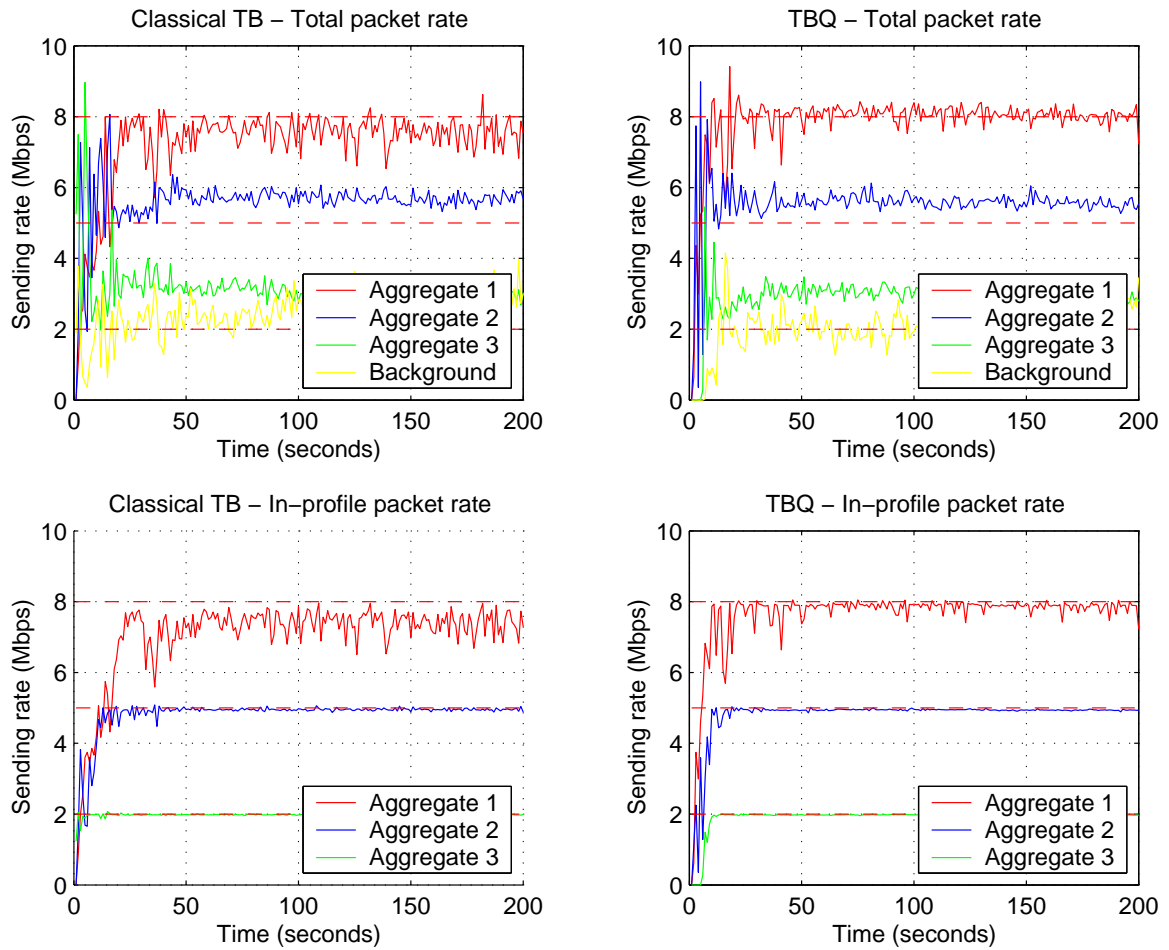 Classical TB − Total packet rate
10
8
6
4
2
0
Sending rate (Mbps)
Aggregate 1
Aggregate 2
Aggregate 3
Background
0
50
100
150
200
Time (seconds)
TBQ − Total packet rate
10
8
6
4
2
0
Sending rate (Mbps)
Aggregate 1
Aggregate 2
Aggregate 3
Background
0
50
100
150
200
Time (seconds)
Classical TB − In−profile packet rate
10
8
6
4
2
0
Sending rate (Mbps)
Aggregate 1
Aggregate 2
Aggregate 3
0
50
100
150
200
Time (seconds)
TBQ − In−profile packet rate
10
8
6
4
2
0
Sending rate (Mbps)
Aggregate 1
Aggregate 2
Aggregate 3
0
50
100
150
200
Time (seconds)